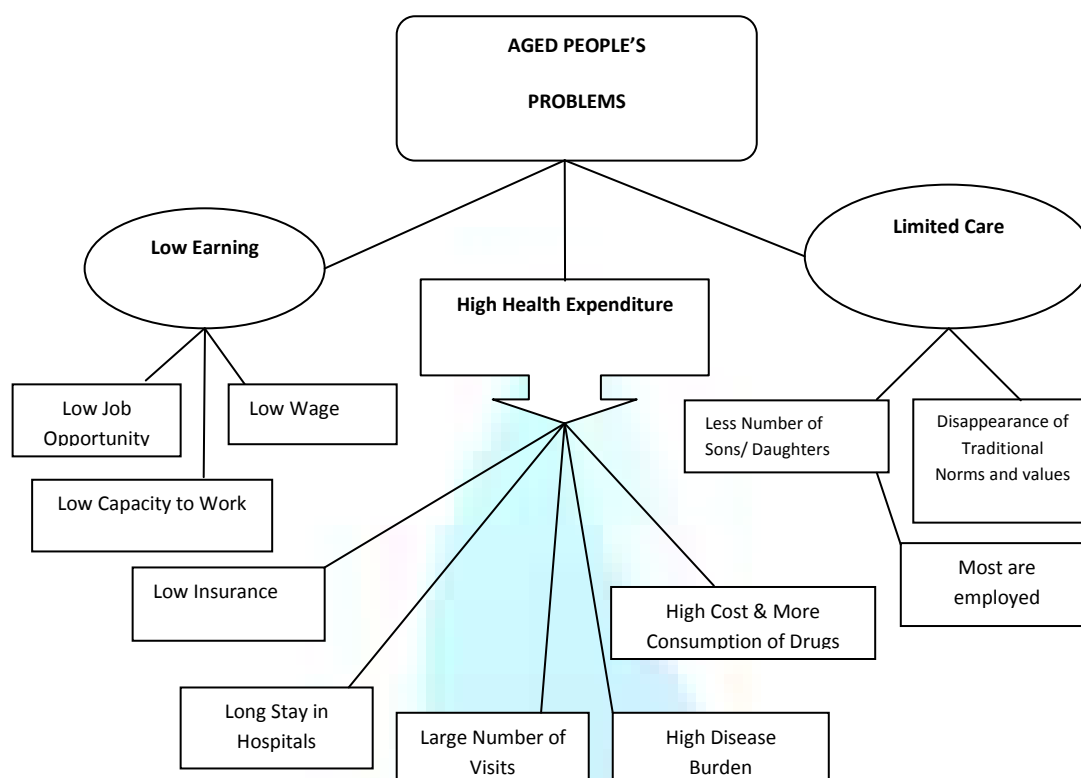 AGED PEOPLE'S
PROBLEMS
Low Earning
High Health Expenditure
Limited Care
Low Job
Opportunity
Low Wage
Low Capacity to Work
Less Number of
Sons/ Daughters
Disappearance of
Traditional
Norms and values
Most are
employed
Low Insurance
High Cost & More
Consumption of Drugs
Long Stay in
Hospitals
Large Number of
Visits
High Disease
Burden